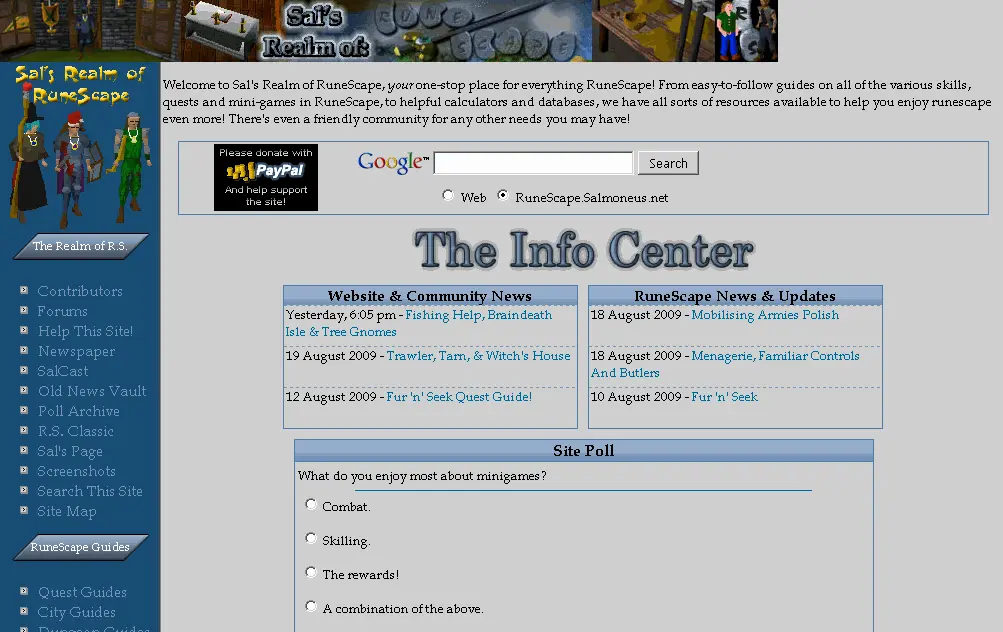 Sal's
Realm of:
RUNE
SCAPE
R
S
Sal's Realm of
RuneScape
Welcome to Sal's Realm of RuneScape, your one-stop place for everything RuneScape! From easy-to-follow guides on all of the various skills,
quests and mini-games in RuneScape, to helpful calculators and databases, we have all sorts of resources available to help you enjoy runescape
even more! There's even a friendly community for any other needs you may have!
Please donate with
PayPal
And help support
the site!
Google™
Search
Web
RuneScape.Salmoneus.net
The Info Center
The Realm of R.S.
Contributors
Forums
Help This Site!
Newspaper
SalCast
Old News Vault
Poll Archive
R.S. Classic
Sal's Page
Screenshots
Search This Site
Site Map
RuneScape Guides
Quest Guides
City Guides
Dungeon Guides
Website & Community News
Yesterday, 6:05 pm - Fishing Help, Braindeath
Isle & Tree Gnomes
19 August 2009 - Trawler, Tarn, & Witch's House
12 August 2009 - Fur 'n' Seek Quest Guide!
RuneScape News & Updates
18 August 2009 - Mobilising Armies Polish
18 August 2009 - Menagerie, Familiar Controls
And Butlers
10 August 2009 - Fur 'n' Seek
Site Poll
What do you enjoy most about minigames?
Combat.
Skilling.
The rewards!
A combination of the above.